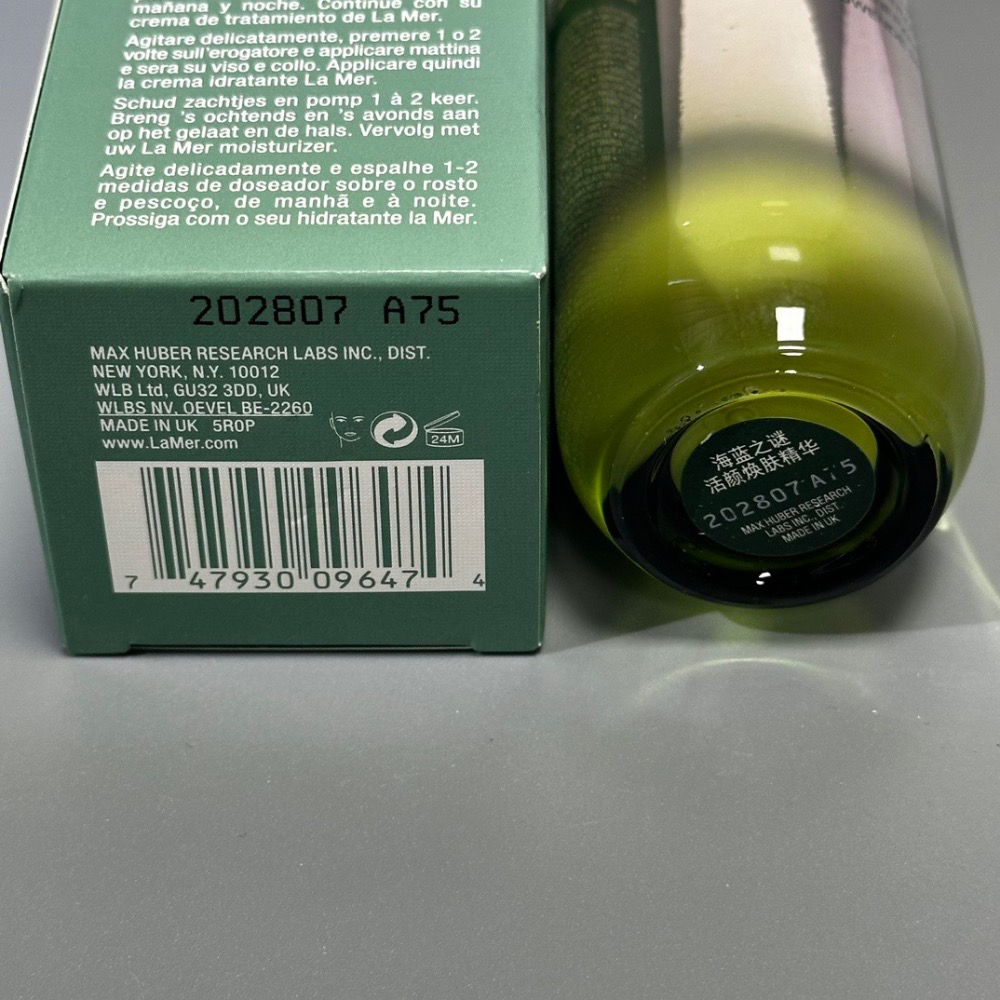 mañana y noche. Continúe con su
crema de tratamiento de La Mer.
Agitare delicatamente, premere 1 o 2
volte sull'erogatore e applicare mattina
e sera su viso e collo. Applicare quindi
la crema idratante La Mer.
Schud zachtjes en pomp 1 à 2 keer.
Breng 's ochtends en 's avonds aan
op het gelaat en de hals. Vervolg met
uw La Mer moisturizer.
Agite delicadamente e espalhe 1-2
medidas de doseador sobre o rosto
e pescoço, de manhã e à noite.
Prossiga com o seu hidratante la Mer.
202807 A75
MAX HUBER RESEARCH LABS INC., DIST.
NEW YORK, N.Y. 10012
WLB Ltd, GU32 3DD, UK
WLBS NV, OEVEL BE-2260
MADE IN UK 5R0P
www.LaMer.com
24M
7 47930 09647 4
海蓝之谜
活颜焕肤精华
202807 A75
MAX HUBER RESEARCH
LABS INC., DIST.
MADE IN UK